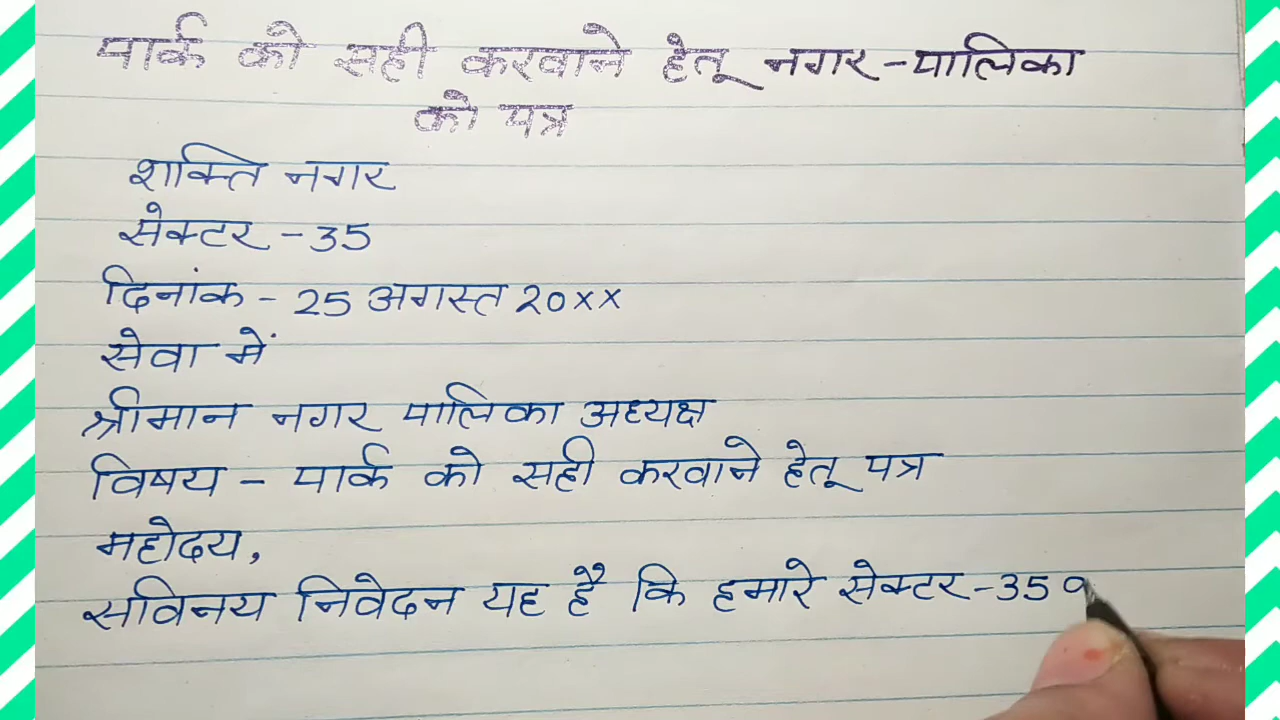 पार्क को सही करवाने हेतू नगर-पालिका
को पत्र
शक्ति नगर
सेक्टर -35
दिनांक - 25 अगस्त 20xx
सेवा में
श्रीमान नगर पालिका अध्यक्ष
विषय - पार्क को सही करवाने हेतू पत्र
महोदय,
सविनय निवेदन यह है कि हमारे सेक्टर-35